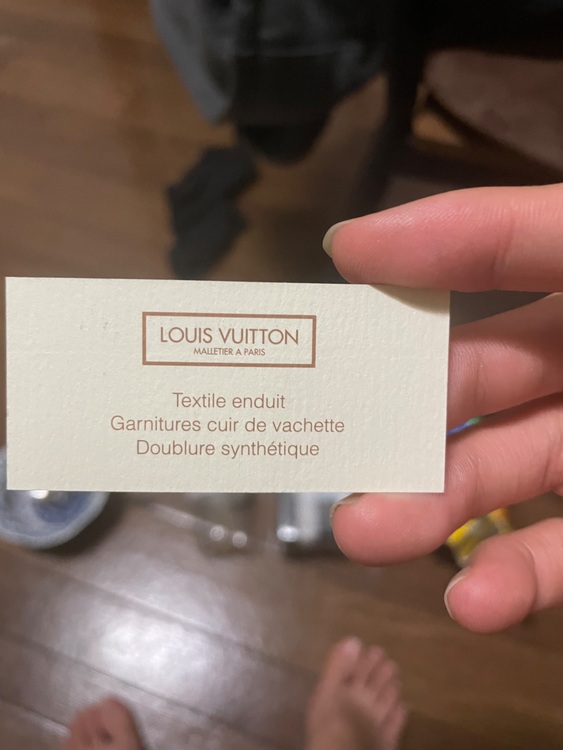 LOUIS VUITTON
MALLETIER A PARIS
Textile enduit
Garnitures cuir de vachette
Doublure synthétique